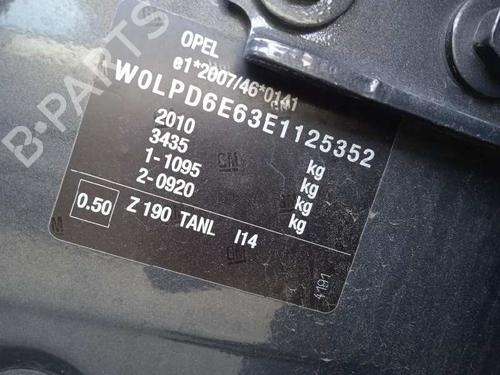 B-PARTS
OPEL
e1*2007/46*0141
W0LPD6E63E1125352
2010 kg
3435 kg
1-1095 kg
2-0920 kg
0.50 Z 190 TANL I14
GM
4191